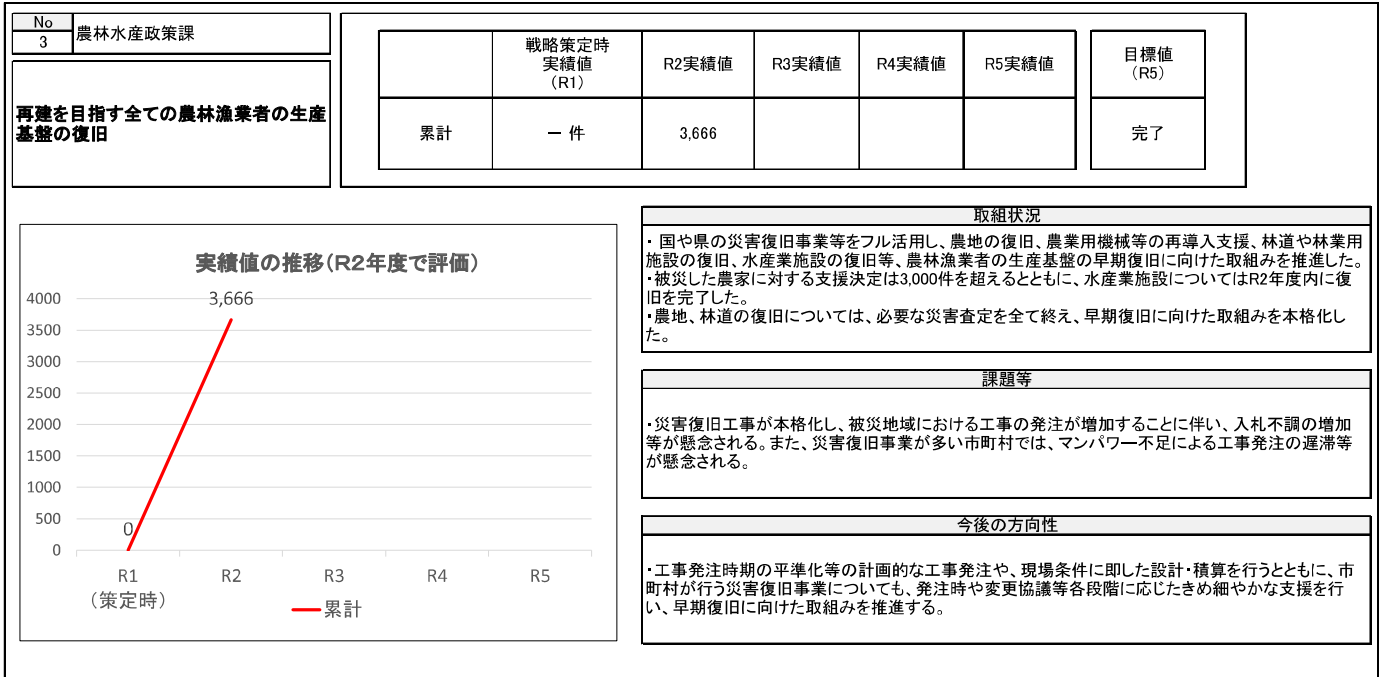 No
3
農林水産政策課
再建を目指す全ての農林漁業者の生産
基盤の復旧
戦略策定時
実績値
(R1)
R2実績値
R3実績値
R4実績値
R5実績値
目標値
(R5)
累計
－ 件
3,666
完了
実績値の推移(R2年度で評価)
4000
3500
3000
2500
2000
1500
1000
500
0
3,666
0
R1
(策定時)
R2
R3
R4
R5
累計
取組状況
・ 国や県の災害復旧事業等をフル活用し、農地の復旧、農業用機械等の再導入支援、林道や林業用
施設の復旧、水産業施設の復旧等、農林漁業者の生産基盤の早期復旧に向けた取組みを推進した。
・被災した農家に対する支援決定は3,000件を超えるとともに、水産業施設についてはR2年度内に復
旧を完了した。
・農地、林道の復旧については、必要な災害査定を全て終え、早期復旧に向けた取組みを本格化し
た。
課題等
・災害復旧工事が本格化し、被災地域における工事の発注が増加することに伴い、入札不調の増加
等が懸念される。また、災害復旧事業が多い市町村では、マンパワー不足による工事発注の遅滞等
が懸念される。
今後の方向性
・工事発注時期の平準化等の計画的な工事発注や、現場条件に即した設計・積算を行うとともに、市
町村が行う災害復旧事業についても、発注時や変更協議等各段階に応じたきめ細やかな支援を行
い、早期復旧に向けた取組みを推進する。